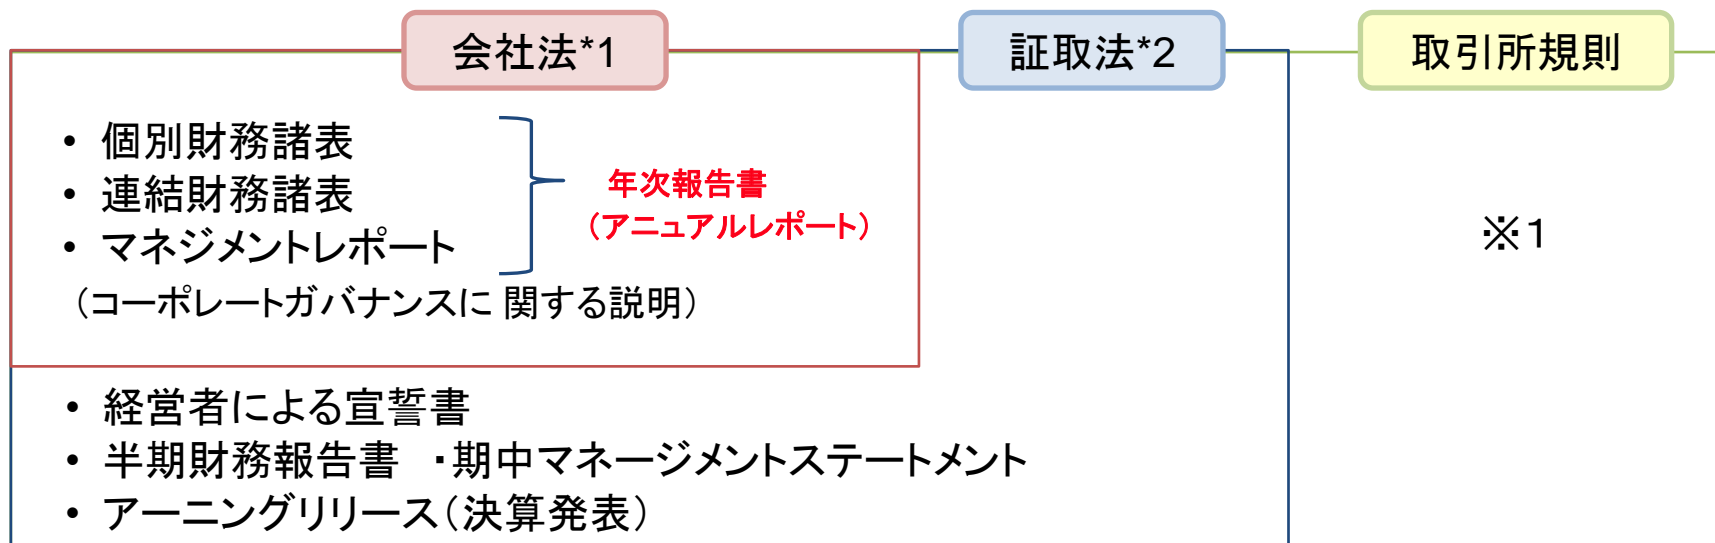 会社法*1
証取法*2
取引所規則
• 個別財務諸表
• 連結財務諸表
• マネジメントレポート
（コーポレートガバナンスに 関する説明）
年次報告書
（アニュアルレポート）
※1
• 経営者による宣誓書
• 半期財務報告書 ・期中マネージメントステートメント
• アーニングリリース（決算発表）